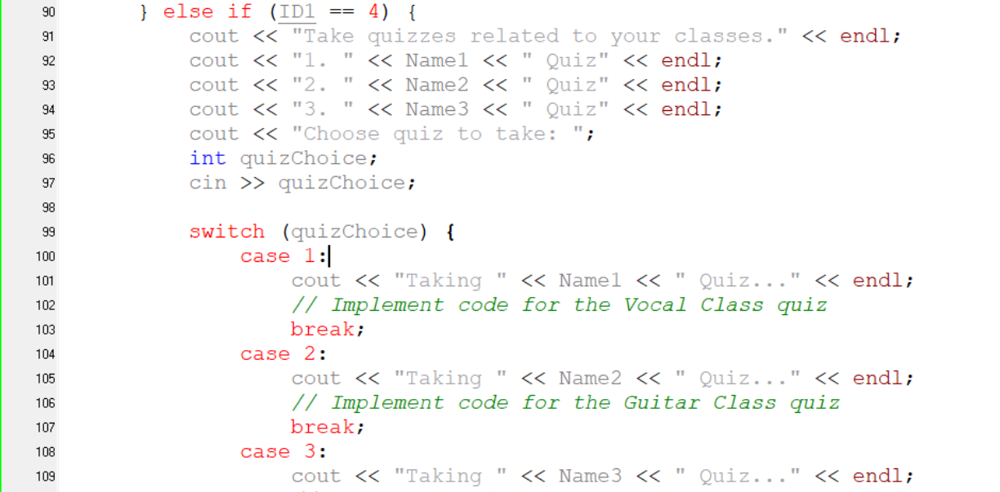 90 } else if (ID1 == 4) {
91 cout << "Take quizzes related to your classes." << endl;
92 cout << "1. " << Name1 << " Quiz" << endl;
93 cout << "2. " << Name2 << " Quiz" << endl;
94 cout << "3. " << Name3 << " Quiz" << endl;
95 cout << "Choose quiz to take: ";
96 int quizChoice;
97 cin >> quizChoice;
98
99 switch (quizChoice) {
100 case 1:
101 cout << "Taking " << Name1 << " Quiz..." << endl;
102 // Implement code for the Vocal Class quiz
103 break;
104 case 2:
105 cout << "Taking " << Name2 << " Quiz..." << endl;
106 // Implement code for the Guitar Class quiz
107 break;
108 case 3:
109 cout << "Taking " << Name3 << " Quiz..." << endl;